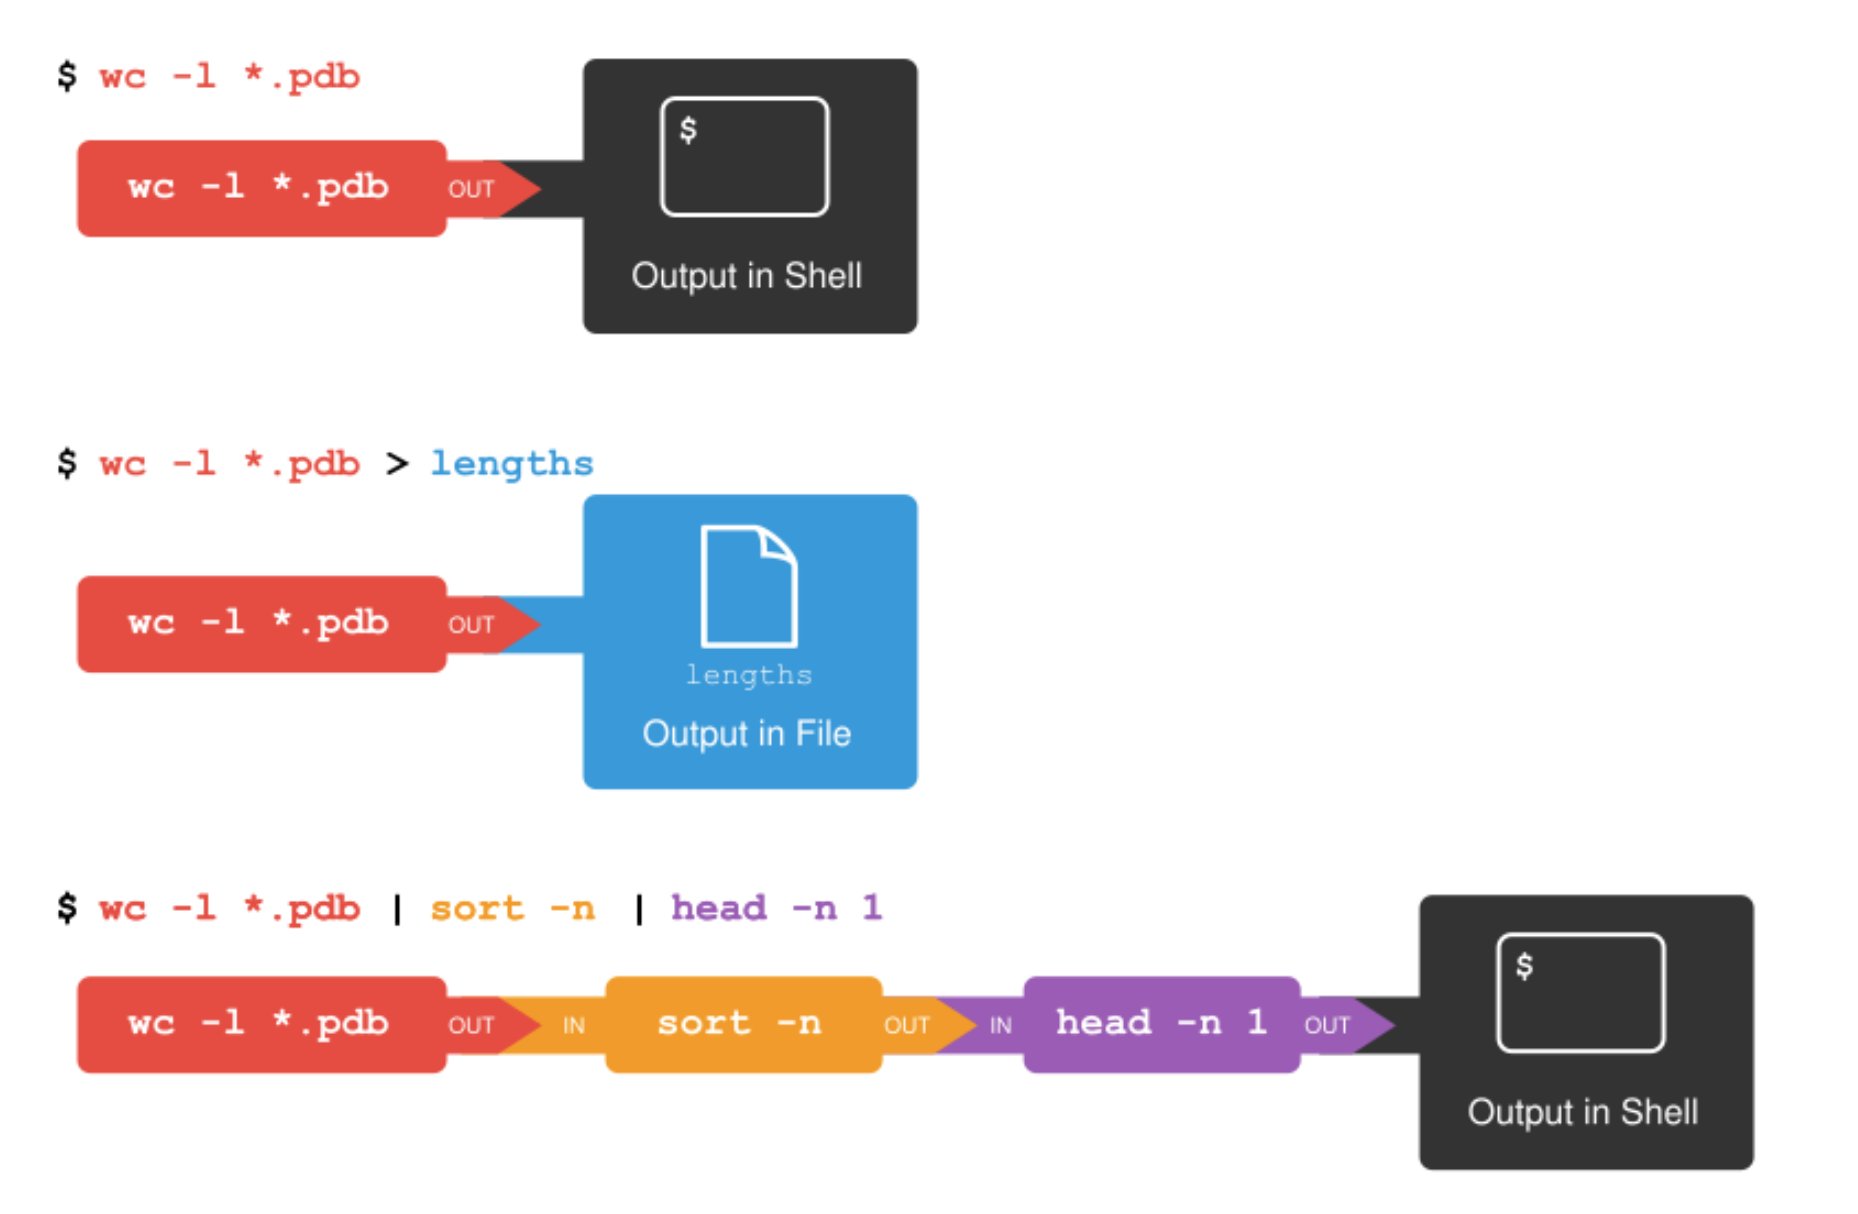 $ wc -l *.pdb
wc -l *.pdb OUT
$
Output in Shell
$ wc -l *.pdb > lengths
wc -l *.pdb OUT
lengths
Output in File
$ wc -l *.pdb | sort -n | head -n 1
wc -l *.pdb OUT IN sort -n OUT IN head -n 1 OUT
$
Output in Shell